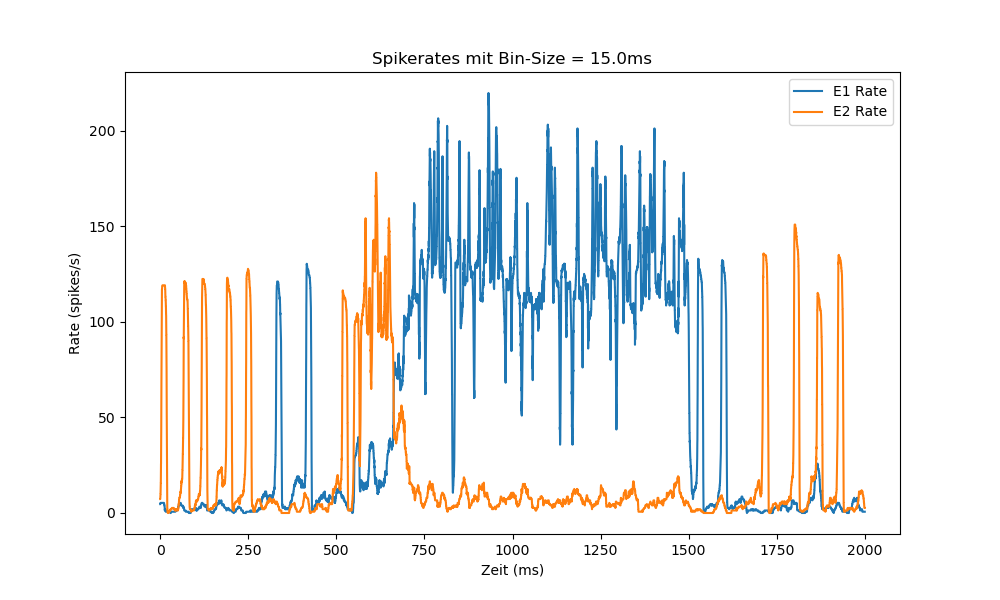 Spikerates mit Bin-Size = 15.0ms
E1 Rate
E2 Rate
Rate (spikes/s)
200
150
100
50
0
0 250 500 750 1000 1250 1500 1750 2000
Zeit (ms)